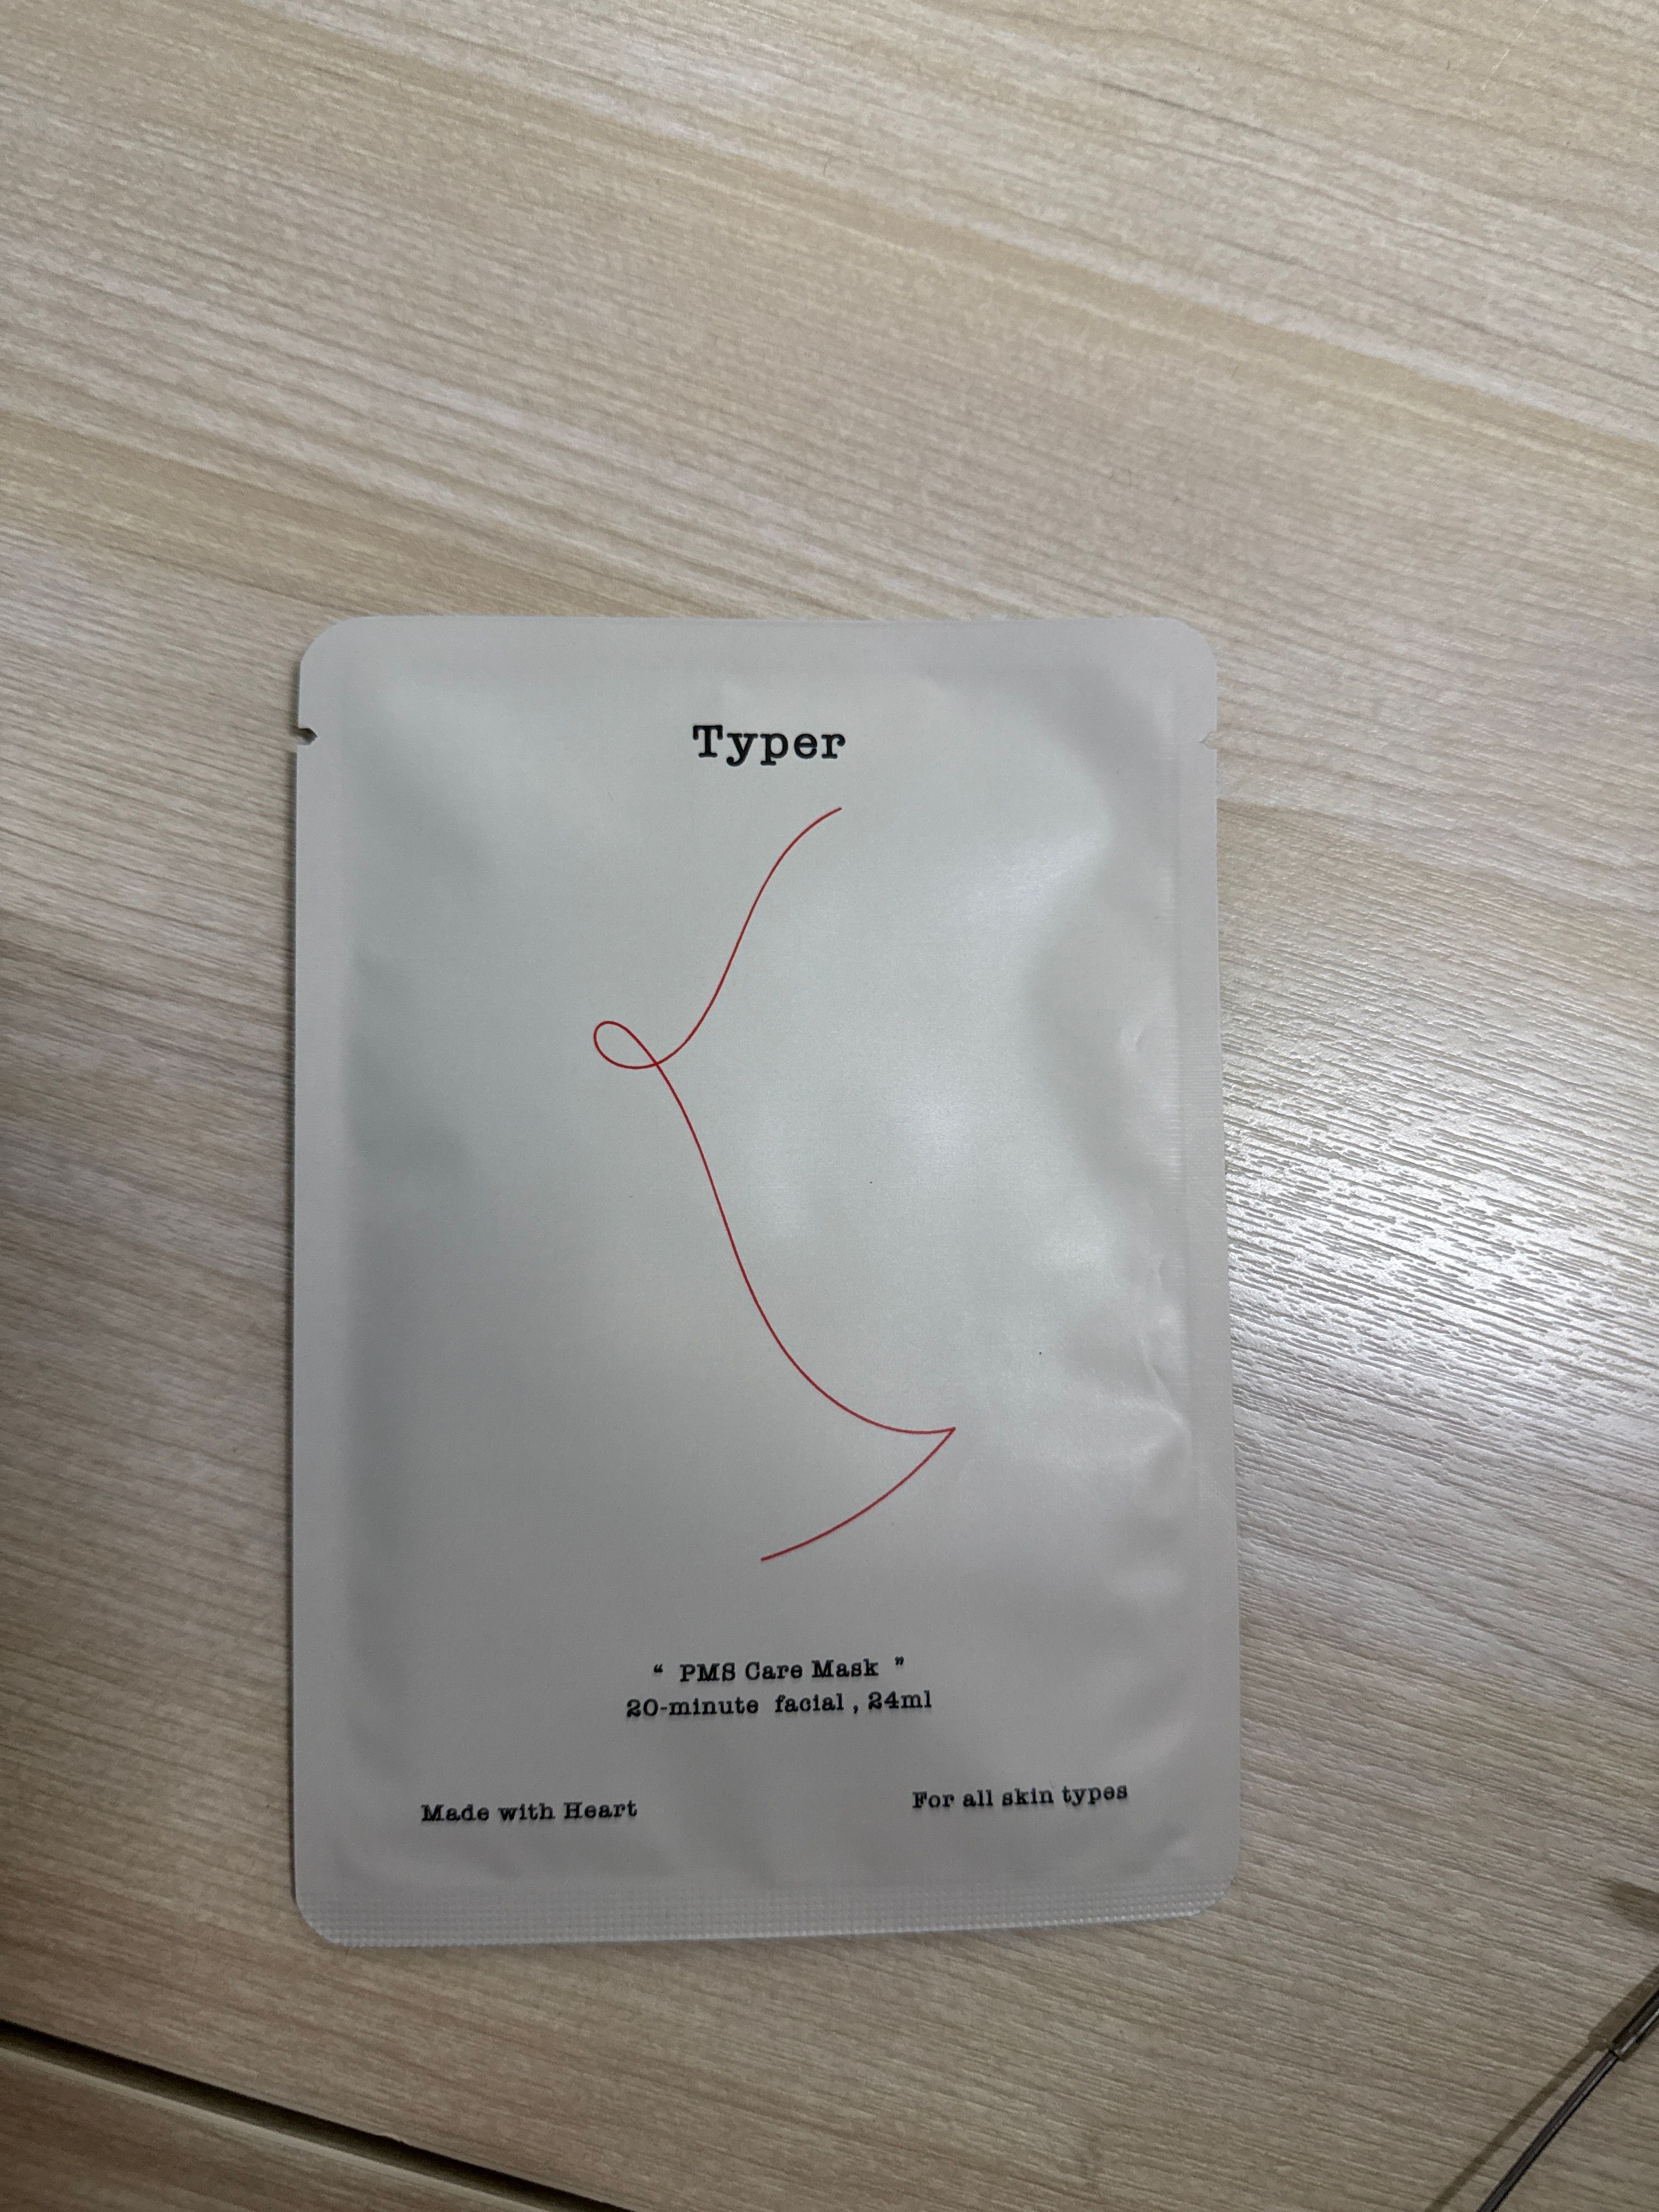 Typer
“ PMS Care Mask ”
20-minute facial , 24ml
Made with Heart
For all skin types